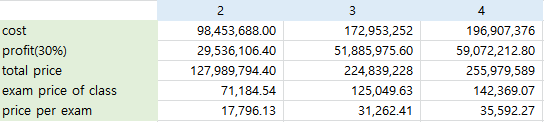 2 3 4
cost 98,453,688.00 172,953,252 196,907,376
profit(30%) 29,536,106.40 51,885,975.60 59,072,212.80
total price 127,989,794.40 224,839,228 255,979,589
exam price of class 71,184.54 125,049.63 142,369.07
price per exam 17,796.13 31,262.41 35,592.27